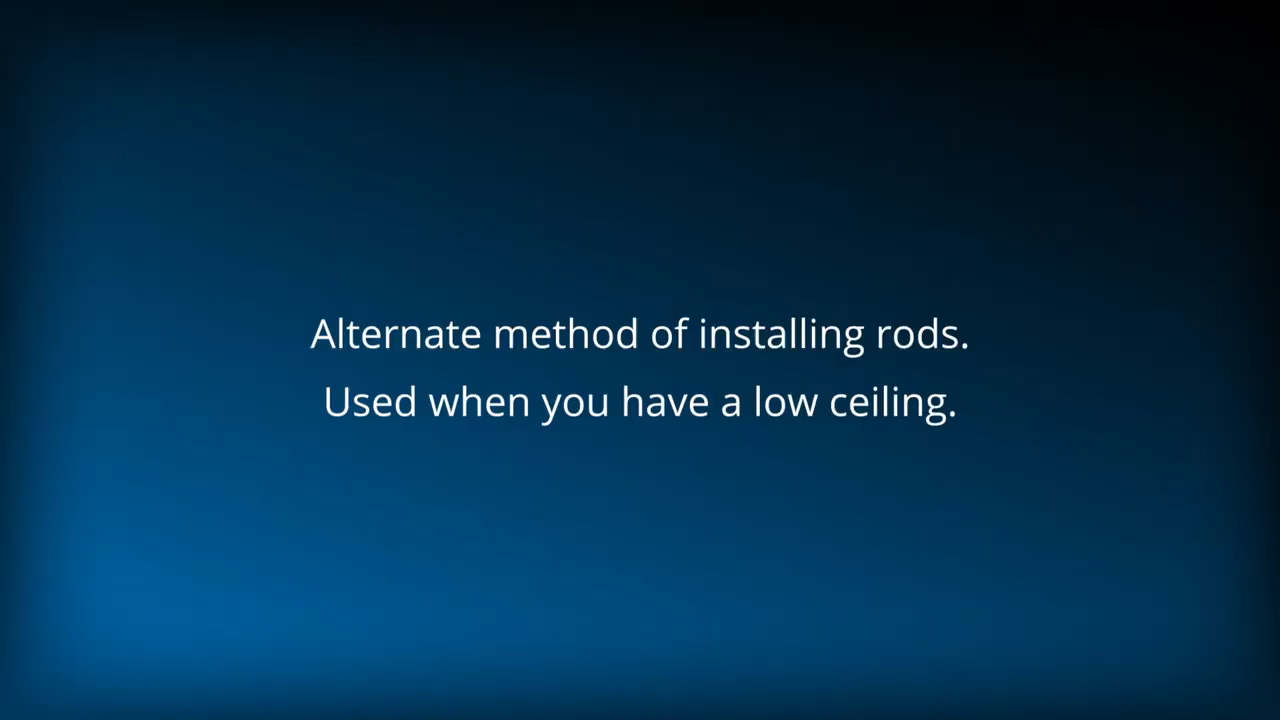 Alternate method of installing rods.
Used when you have a low ceiling.